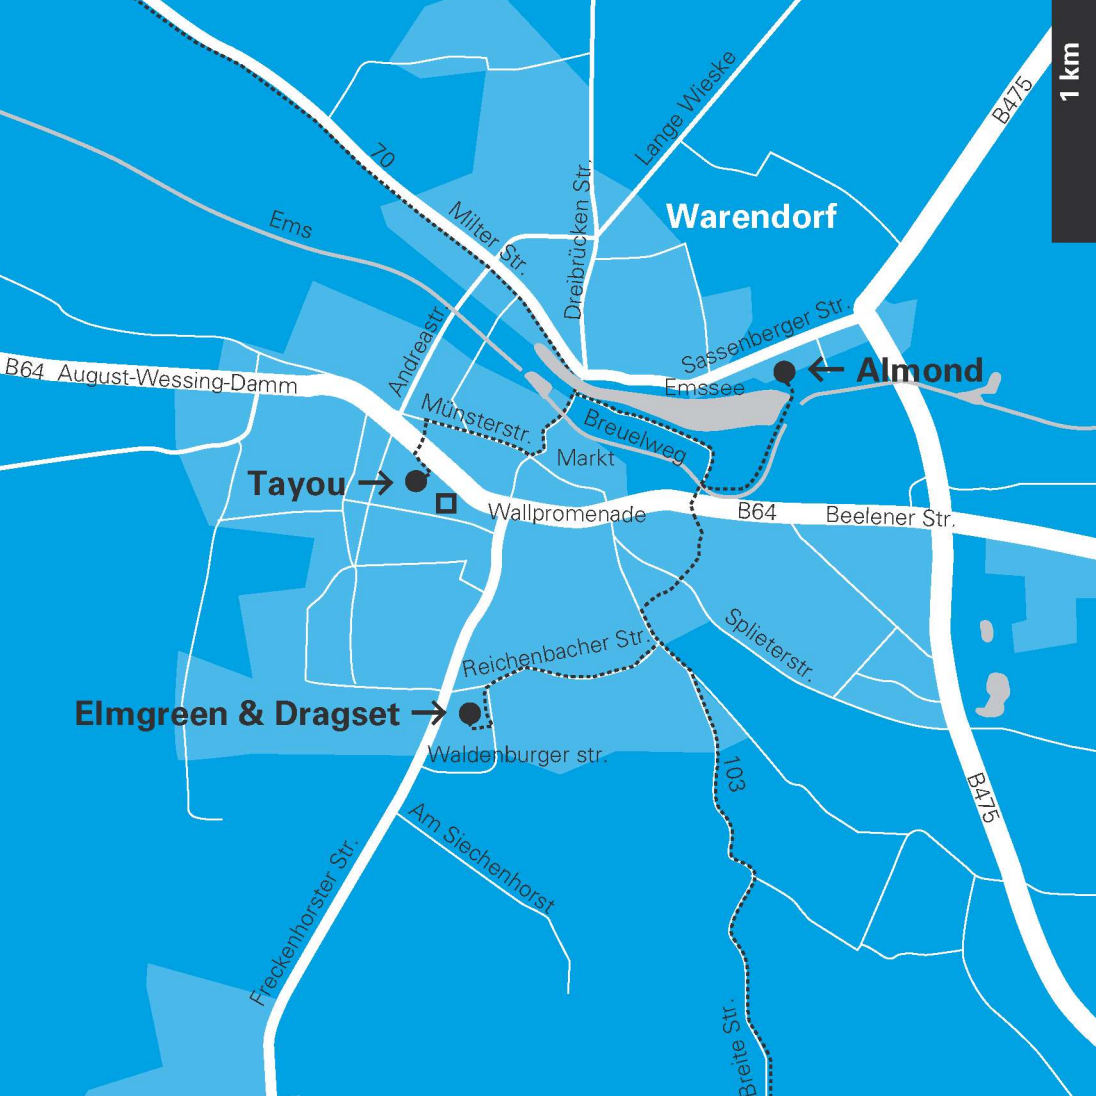 1 km
B475
Lange Wieske
70
Dreibrücken Str.
Warendorf
Ems
Milter Str.
Andreastr.
Sassenberger Str.
B64 August-Wessing-Damm
Almond
Emssee
Münsterstr.
Breuelweg
Markt
Tayou
Wallpromenade
B64
Beelener Str.
Splieterstr.
Reichenbacher Str.
Elmgreen & Dragset
Waldenburger str.
103
B475
Am Siechenhorst
Freckenhorster Str.
Breite Str.